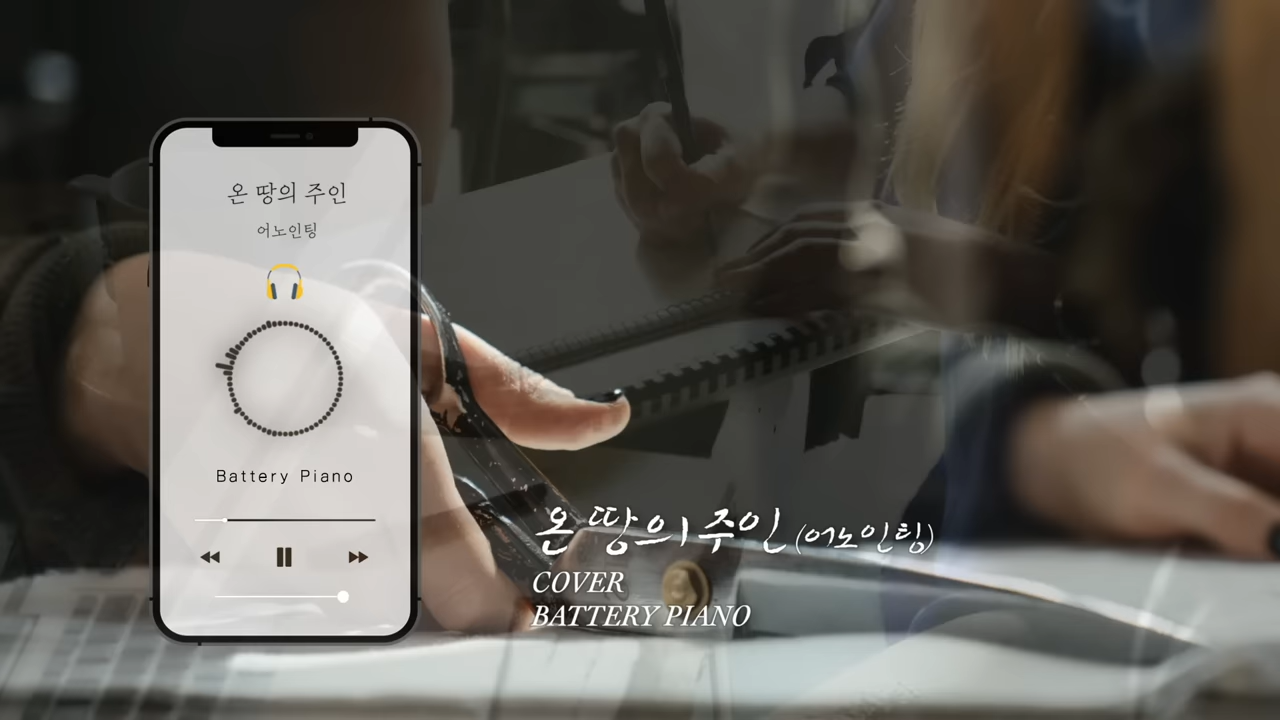 온 땅의 주인
어노인팅
Battery Piano
온 땅의 주인 (어노인팅)
COVER
BATTERY PIANO